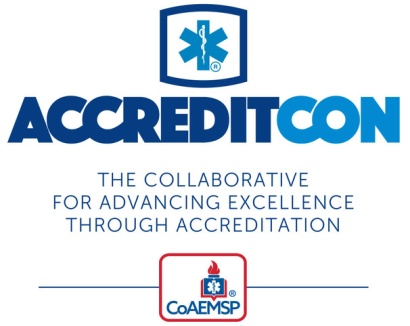 ®
ACCREDITCON
THE COLLABORATIVE
FOR ADVANCING EXCELLENCE
THROUGH ACCREDITATION
®
CoAEMSP